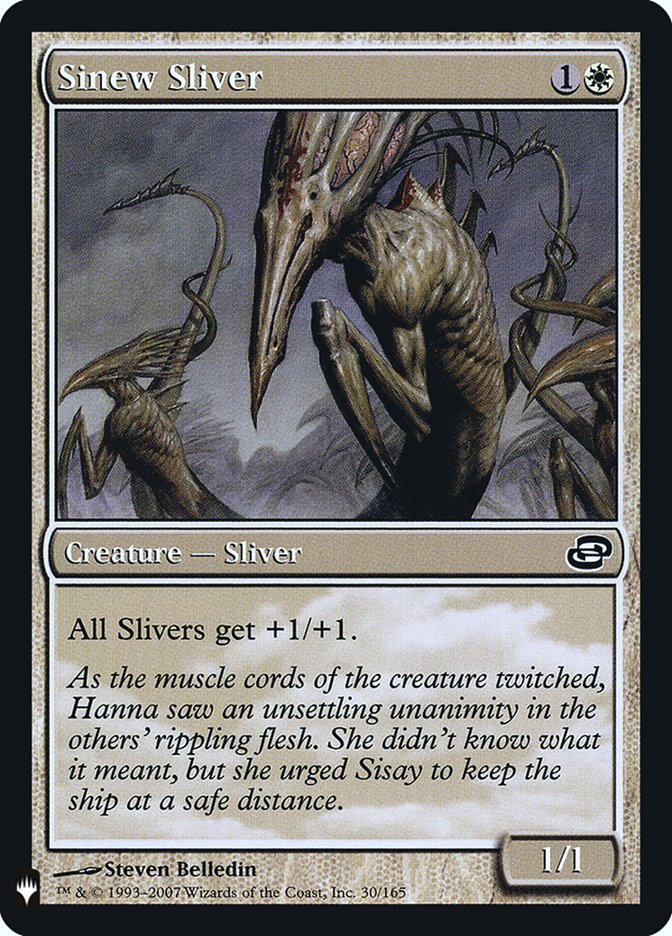 Sinew Sliver
1
Creature — Sliver
All Slivers get +1/+1.
As the muscle cords of the creature twitched,
Hanna saw an unsettling unanimity in the
others' rippling flesh. She didn't know what
it meant, but she urged Sisay to keep the
ship at a safe distance.
1/1
Steven Belledin
™ & © 1993–2007 Wizards of the Coast, Inc. 30/165